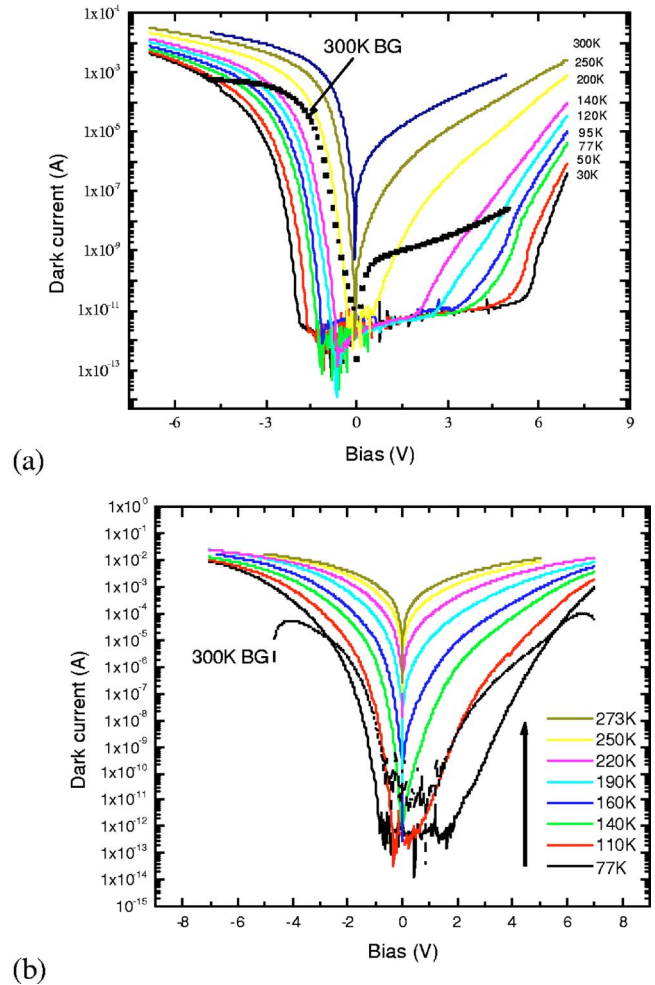 1x10-1
1x10-3
1x10-5
1x10-7
1x10-9
1x10-11
1x10-13
Dark current (A)
300K BG
300K
250K
200K
140K
120K
95K
77K
50K
30K
-6 -3 0 3 6 9
Bias (V)
(a)
1x100
1x10-1
1x10-2
1x10-3
1x10-4
1x10-5
1x10-6
1x10-7
1x10-8
1x10-9
1x10-10
1x10-11
1x10-12
1x10-13
1x10-14
1x10-15
Dark current (A)
300K BG
273K
250K
220K
190K
160K
140K
110K
77K
-8 -6 -4 -2 0 2 4 6 8
Bias (V)
(b)